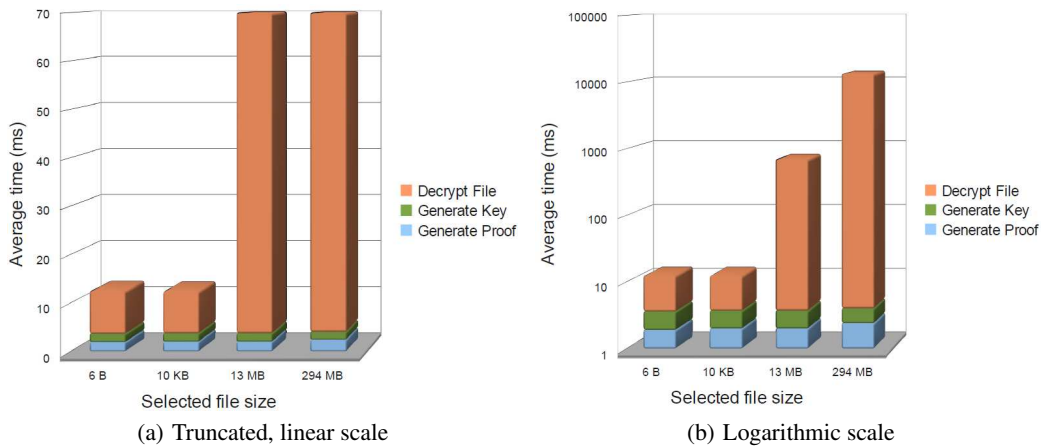 70
60
50
40
30
20
10
0
Average time (ms)
6 B
10 KB
13 MB
294 MB
Selected file size
Decrypt File
Generate Key
Generate Proof
(a) Truncated, linear scale
100000
10000
1000
100
10
1
Average time (ms)
6 B
10 KB
13 MB
294 MB
Selected file size
Decrypt File
Generate Key
Generate Proof
(b) Logarithmic scale